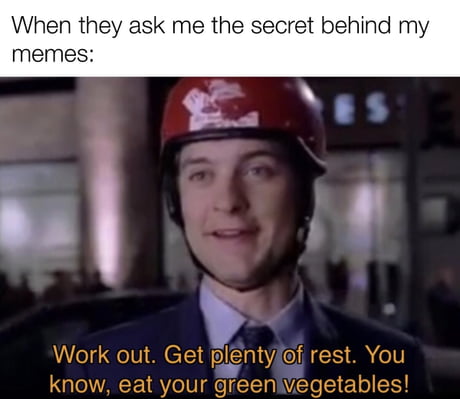 When they ask me the secret behind my
memes:
ES
Work out. Get plenty of rest. You
know, eat your green vegetables!